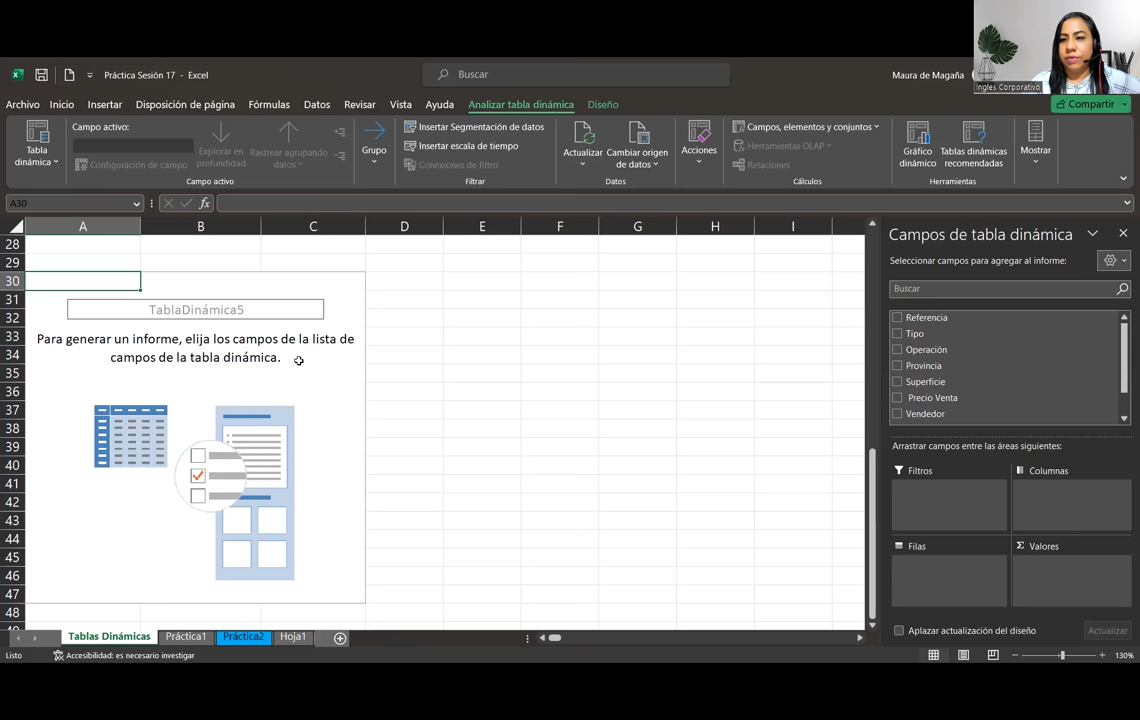 Ingles Corporativo
Práctica Sesión 17 - Excel
Buscar
Maura de Magaña
Archivo Inicio Insertar Disposición de página Fórmulas Datos Revisar Vista Ayuda Analizar tabla dinámica Diseño
Compartir
Tabla dinámica
Campo activo:
Configuración de campo
Explorar en profundidad
Rastrear agrupando datos
Campo activo
Grupo
Insertar Segmentación de datos
Insertar escala de tiempo
Conexiones de filtro
Filtrar
Actualizar
Cambiar origen de datos
Datos
Acciones
Campos, elementos y conjuntos
Herramientas OLAP
Relaciones
Cálculos
Gráfico dinámico
Tablas dinámicas recomendadas
Herramientas
Mostrar
A30
fx
A B C D E F G H I
28
29
30
31
32
33
34
35
36
37
38
39
40
41
42
43
44
45
46
47
48
TablaDinámica5
Para generar un informe, elija los campos de la lista de
campos de la tabla dinámica.
Campos de tabla dinámica
Seleccionar campos para agregar al informe:
Buscar
Referencia
Tipo
Operación
Provincia
Superficie
Precio Venta
Vendedor
Arrastrar campos entre las áreas siguientes:
Filtros
Columnas
Filas
Σ Valores
Aplazar actualización del diseño
Actualizar
Tablas Dinámicas Práctica1 Práctica2 Hoja1
Listo
Accesibilidad: es necesario investigar
130%